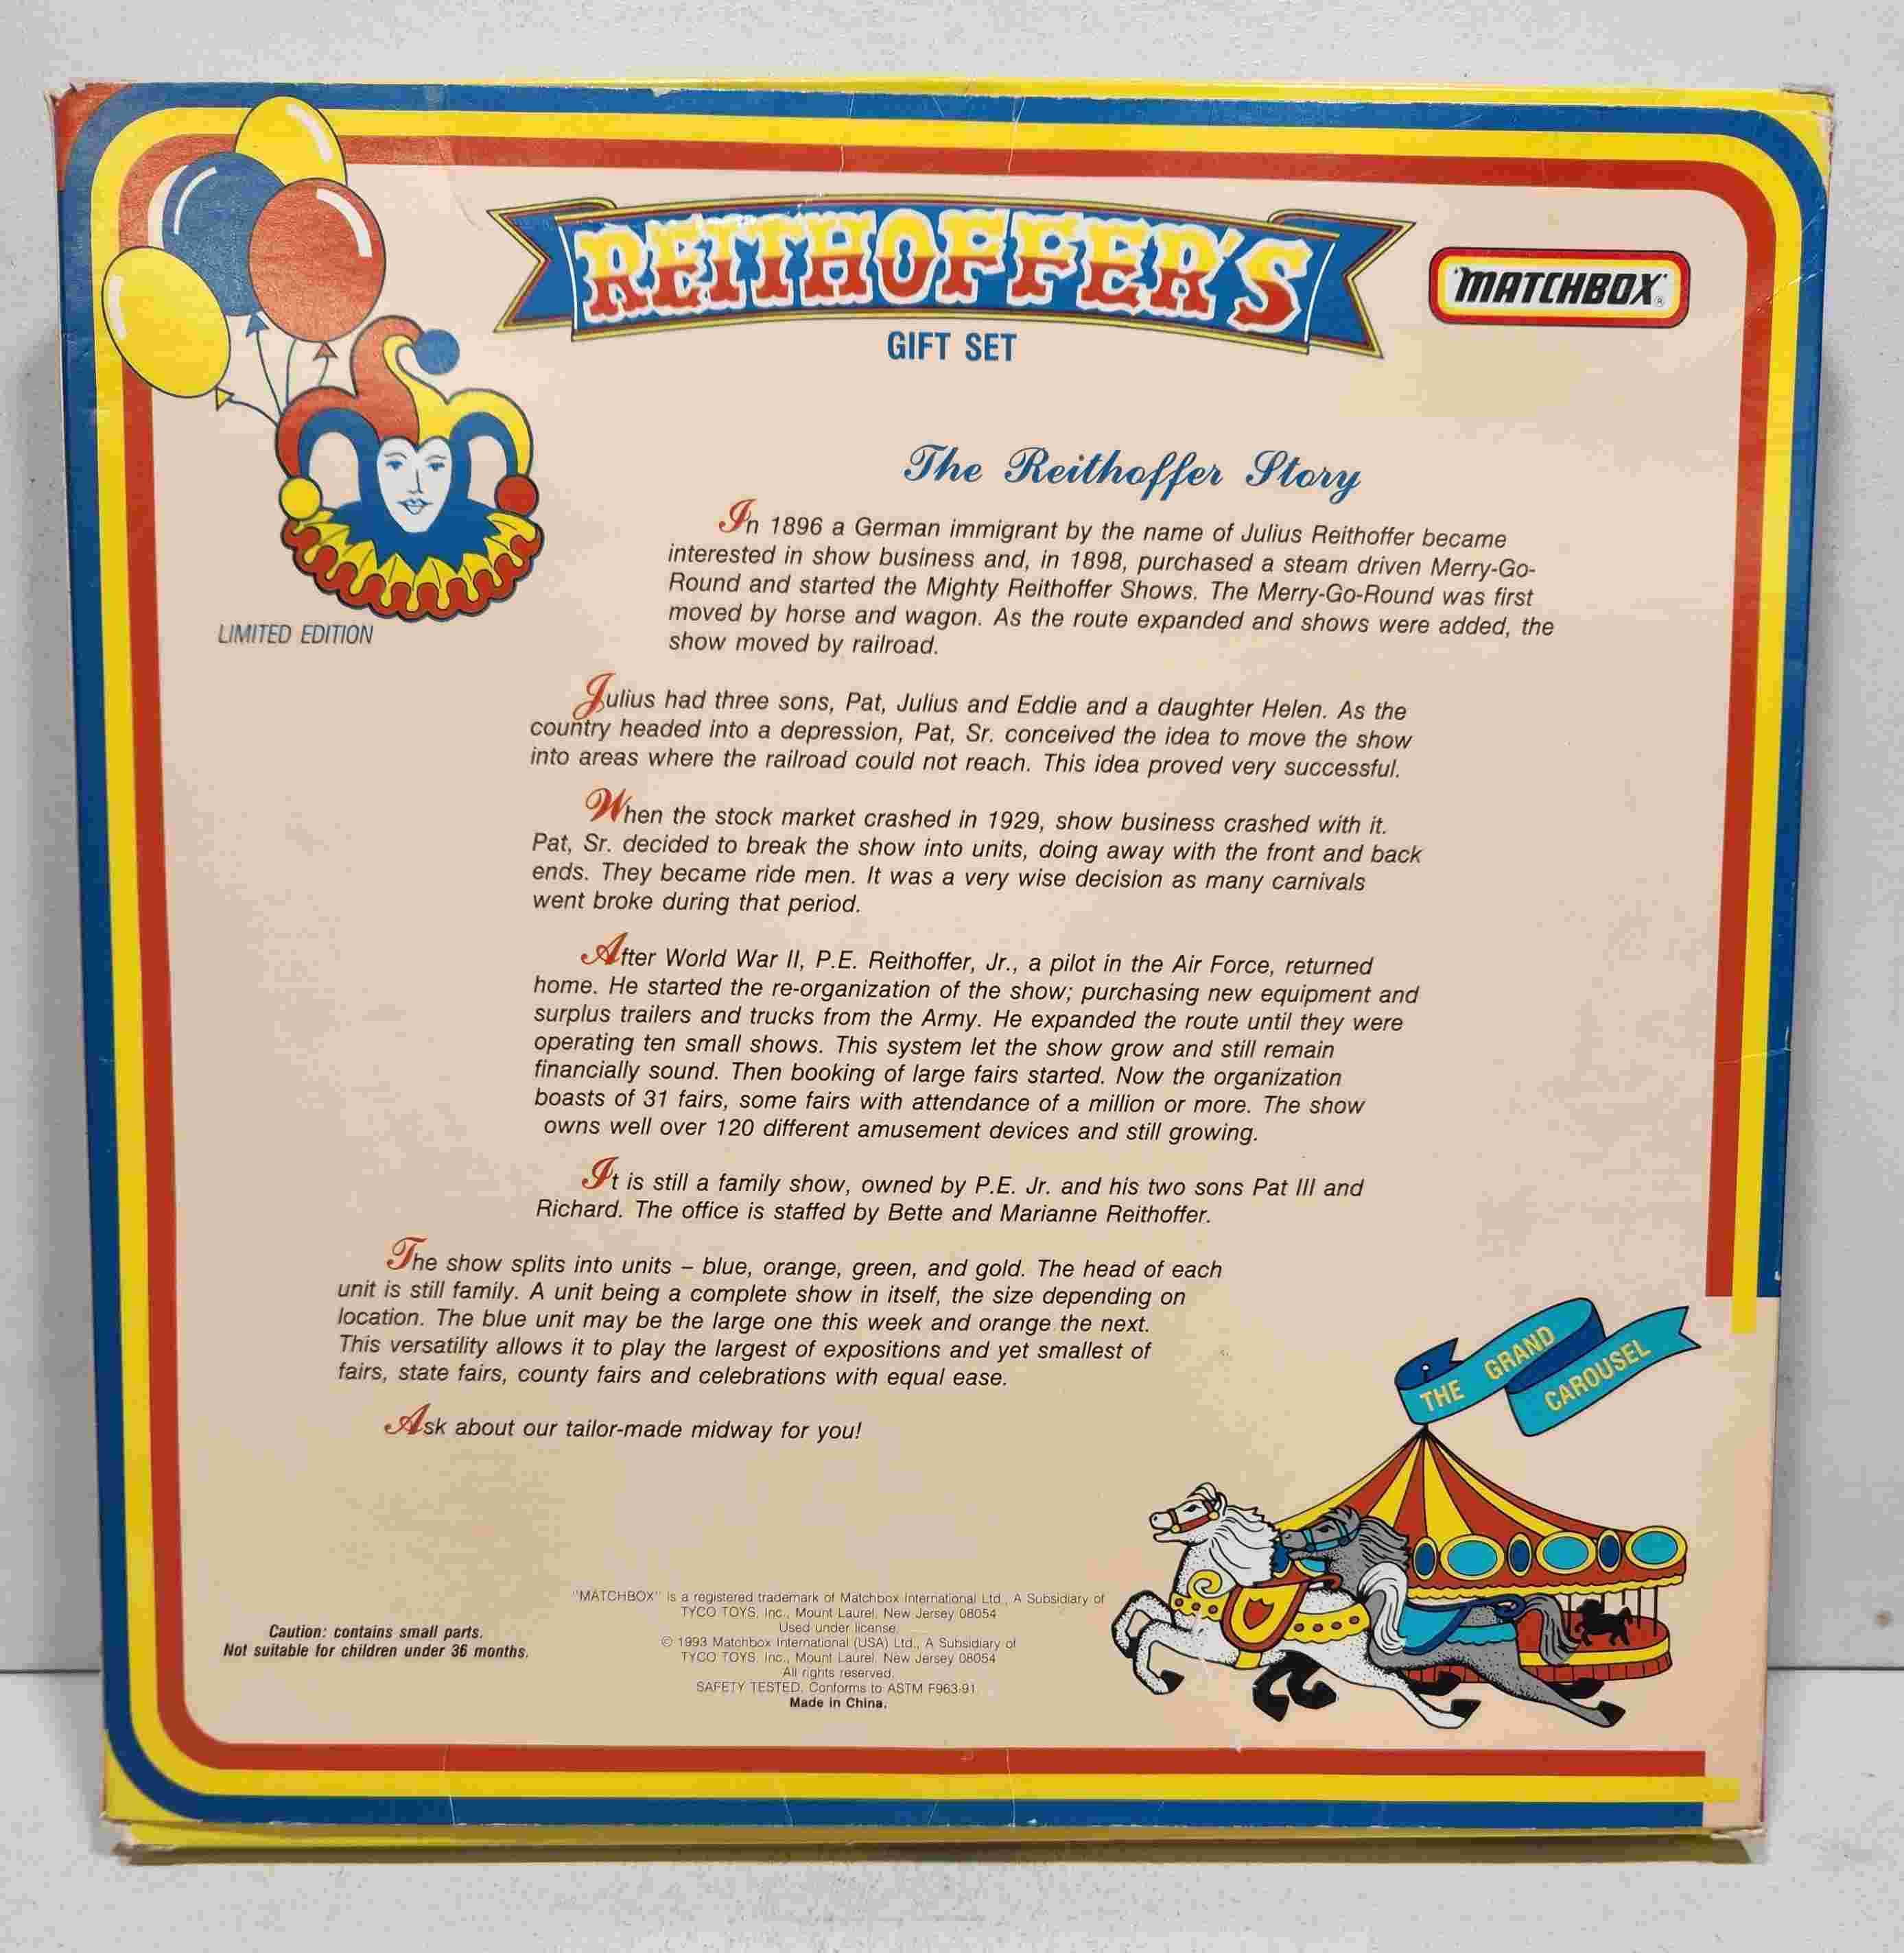 REITHOFFER'S
GIFT SET
"MATCHBOX"®
LIMITED EDITION
The Reithoffer Story
In 1896 a German immigrant by the name of Julius Reithoffer became
interested in show business and, in 1898, purchased a steam driven Merry-Go-
Round and started the Mighty Reithoffer Shows. The Merry-Go-Round was first
moved by horse and wagon. As the route expanded and shows were added, the
show moved by railroad.
Julius had three sons, Pat, Julius and Eddie and a daughter Helen. As the
country headed into a depression, Pat, Sr. conceived the idea to move the show
into areas where the railroad could not reach. This idea proved very successful.
When the stock market crashed in 1929, show business crashed with it.
Pat, Sr. decided to break the show into units, doing away with the front and back
ends. They became ride men. It was a very wise decision as many carnivals
went broke during that period.
After World War II, P.E. Reithoffer, Jr., a pilot in the Air Force, returned
home. He started the re-organization of the show; purchasing new equipment and
surplus trailers and trucks from the Army. He expanded the route until they were
operating ten small shows. This system let the show grow and still remain
financially sound. Then booking of large fairs started. Now the organization
boasts of 31 fairs, some fairs with attendance of a million or more. The show
owns well over 120 different amusement devices and still growing.
It is still a family show, owned by P.E. Jr. and his two sons Pat III and
Richard. The office is staffed by Bette and Marianne Reithoffer.
The show splits into units – blue, orange, green, and gold. The head of each
unit is still family. A unit being a complete show in itself, the size depending on
location. The blue unit may be the large one this week and orange the next.
This versatility allows it to play the largest of expositions and yet smallest of
fairs, state fairs, county fairs and celebrations with equal ease.
Ask about our tailor-made midway for you!
THE GRAND
CAROUSEL
Caution: contains small parts.
Not suitable for children under 36 months.
"MATCHBOX" is a registered trademark of Matchbox International Ltd., A Subsidiary of
TYCO TOYS, Inc., Mount Laurel, New Jersey 08054
Used under license.
© 1993 Matchbox International (USA) Ltd., A Subsidiary of
TYCO TOYS, Inc., Mount Laurel, New Jersey 08054
All rights reserved.
SAFETY TESTED. Conforms to ASTM F963-91
Made in China.